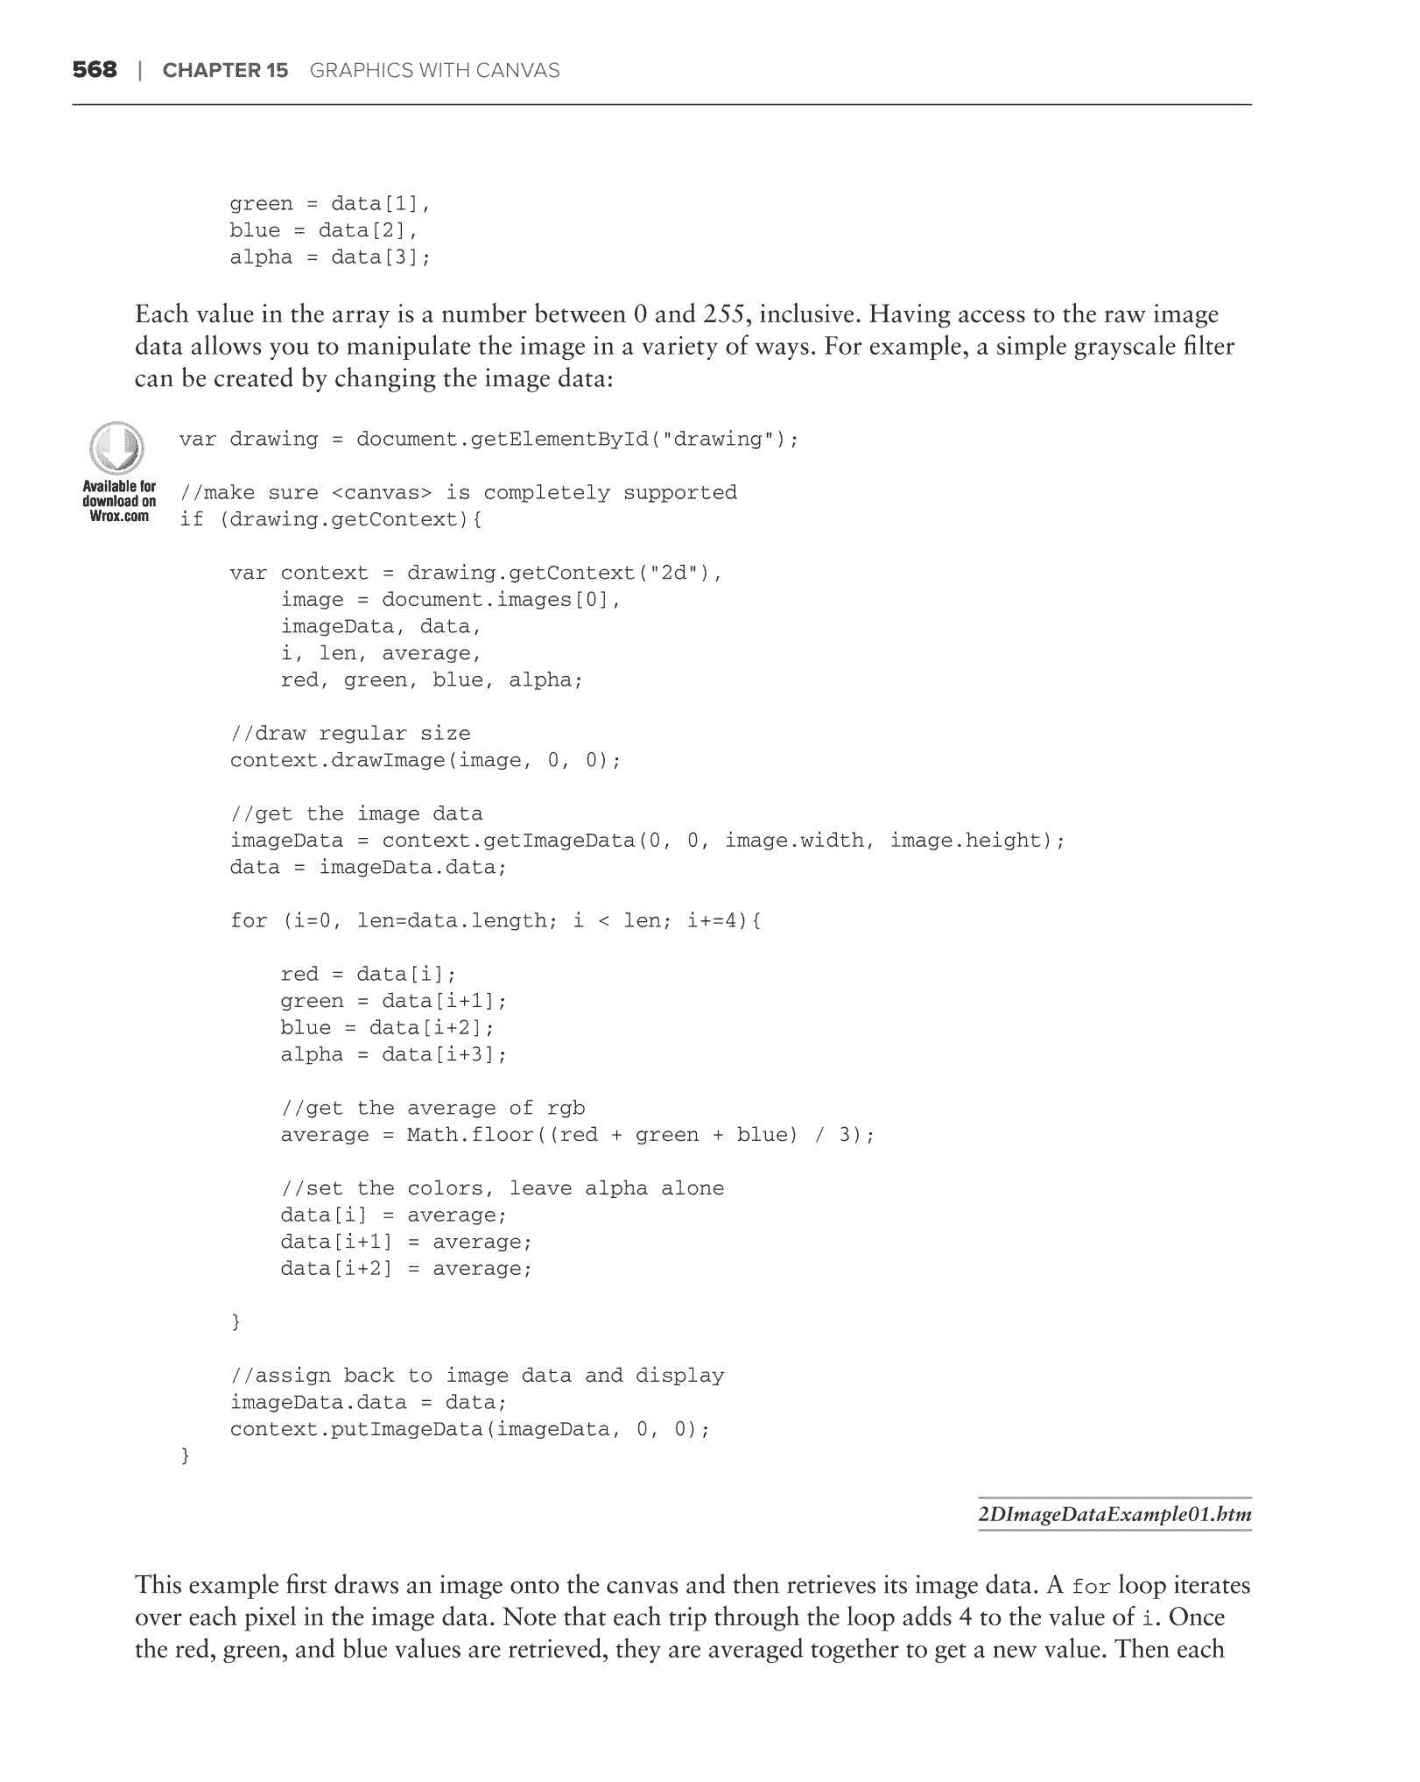 568 | CHAPTER 15 GRAPHICS WITH CANVAS
green = data[1],
blue = data[2],
alpha = data[3];
Each value in the array is a number between 0 and 255, inclusive. Having access to the raw image
data allows you to manipulate the image in a variety of ways. For example, a simple grayscale filter
can be created by changing the image data:
Available for
download on
Wrox.com
var drawing = document.getElementById("drawing");
//make sure <canvas> is completely supported
if (drawing.getContext){
var context = drawing.getContext("2d"),
image = document.images[0],
imageData, data,
i, len, average,
red, green, blue, alpha;
//draw regular size
context.drawImage(image, 0, 0);
//get the image data
imageData = context.getImageData(0, 0, image.width, image.height);
data = imageData.data;
for (i=0, len=data.length; i < len; i+=4){
red = data[i];
green = data[i+1];
blue = data[i+2];
alpha = data[i+3];
//get the average of rgb
average = Math.floor((red + green + blue) / 3);
//set the colors, leave alpha alone
data[i] = average;
data[i+1] = average;
data[i+2] = average;
}
//assign back to image data and display
imageData.data = data;
context.putImageData(imageData, 0, 0);
}
2DImageDataExample01.htm
This example first draws an image onto the canvas and then retrieves its image data. A for loop iterates
over each pixel in the image data. Note that each trip through the loop adds 4 to the value of i. Once
the red, green, and blue values are retrieved, they are averaged together to get a new value. Then each